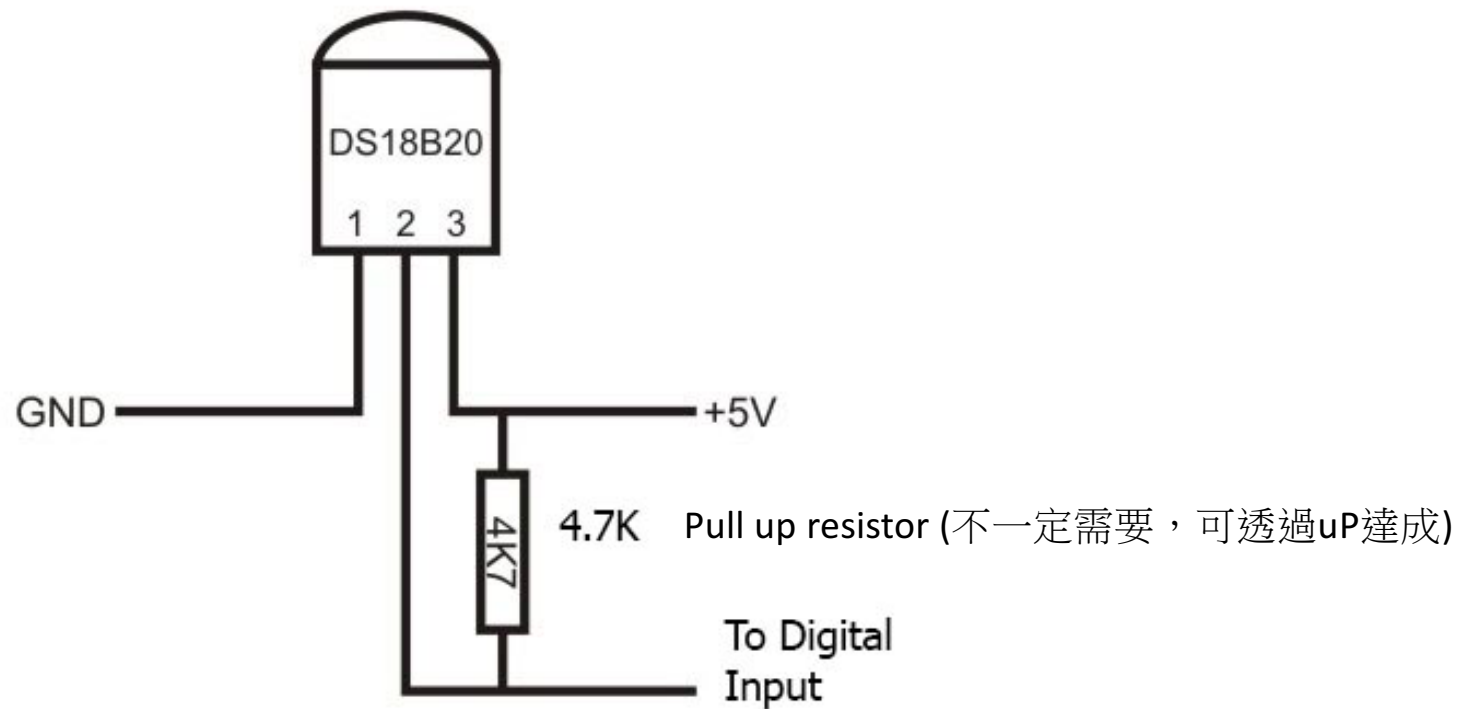 DS18B20
1 2 3
GND
+5V
4K7
4.7K
Pull up resistor (不一定需要，可透過uP達成)
To Digital
Input